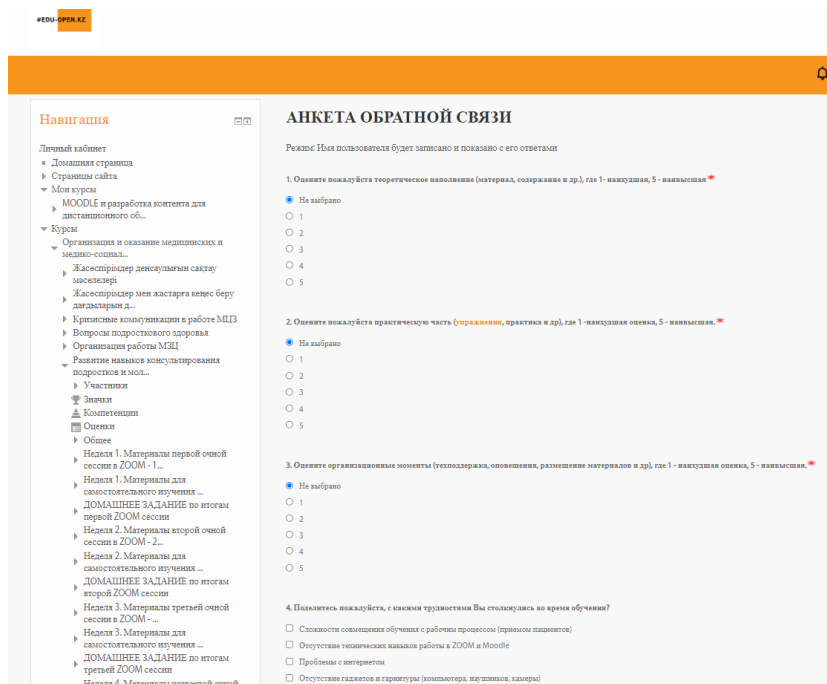 #EDU-OPEN.KZ
Навигация
Личный кабинет
Домашняя страница
Страницы сайта
Мои курсы
MOODLE и разработка контента для
дистанционного об...
Курсы
Организация и оказание медицинских и
медико-социал...
Жасөспірімдер денсаулығын сақтау
мәселелері
Жасөспірімдер мен жастарға кеңес беру
дағдыларын д...
Кризисные коммуникации в работе МЦЗ
Вопросы подросткового здоровья
Организация работы МЗЦ
Развитие навыков консультирования
подростков и мол...
Участники
Значки
Компетенции
Оценки
Общее
Неделя 1. Материалы первой очной
сессии в ZOOM - 1...
Неделя 1. Материалы для
самостоятельного изучения ...
ДОМАШНЕЕ ЗАДАНИЕ по итогам
первой ZOOM сессии
Неделя 2. Материалы второй очной
сессии в ZOOM - 2...
Неделя 2. Материалы для
самостоятельного изучения ...
ДОМАШНЕЕ ЗАДАНИЕ по итогам
второй ZOOM сессии
Неделя 3. Материалы третьей очной
сессии в ZOOM - ...
Неделя 3. Материалы для
самостоятельного изучения ...
ДОМАШНЕЕ ЗАДАНИЕ по итогам
третьей ZOOM сессии
Неделя 4. Материалы четвертой очной
АНКЕТА ОБРАТНОЙ СВЯЗИ
Режим: Имя пользователя будет записано и показано с его ответами
1. Оцените пожалуйста теоретическое наполнение (материал, содержание и др.), где 1- наихудшая, 5 - наивысшая *
Не выбрано
1
2
3
4
5
2. Оцените пожалуйста практическую часть (упражнения, практика и др), где 1 -наихудшая оценка, 5 - наивысшая. *
Не выбрано
1
2
3
4
5
3. Оцените организационные моменты (техподдержка, оповещения, размещение материалов и др), где 1 - наихудшая оценка, 5 - наивысшая. *
Не выбрано
1
2
3
4
5
4. Поделитесь пожалуйста, с какими трудностями Вы столкнулись во время обучения?
Сложности совмещения обучения с рабочим процессом (приемом пациентов)
Отсутствие технических навыков работы в ZOOM и Moodle
Проблемы с интернетом
Отсутствие гаджетов и гарнитуры (компьютера, наушников, камеры)